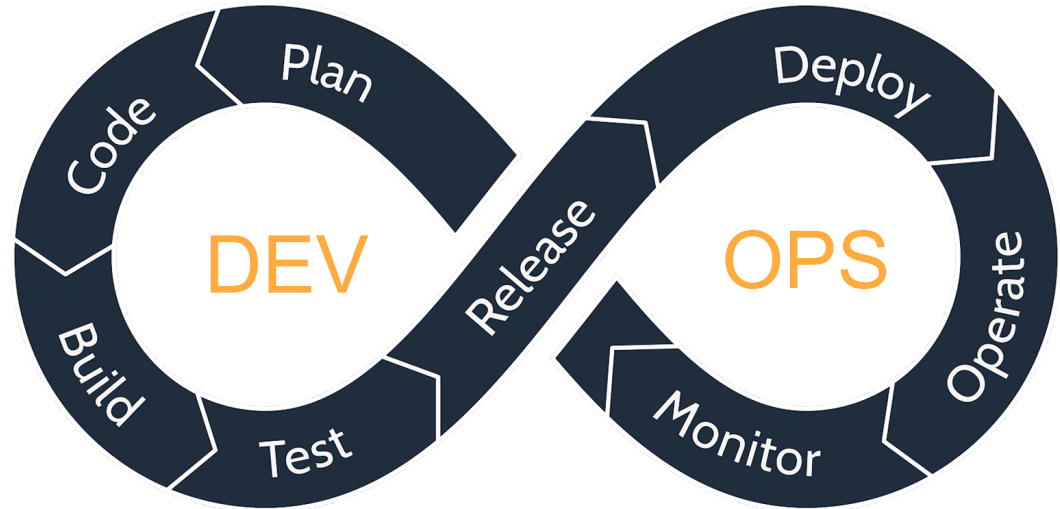 Plan
Code
Build
Test
Release
Deploy
Operate
Monitor
DEV
OPS